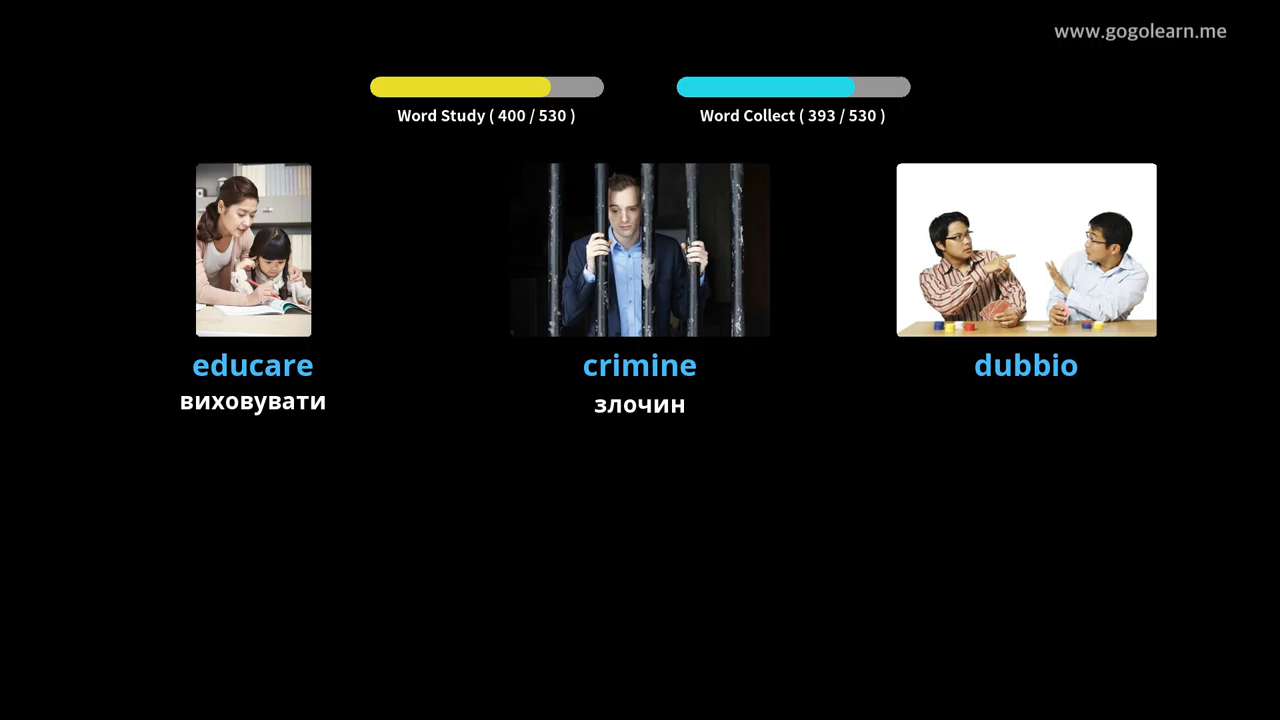 www.gogolearn.me
Word Study ( 400 / 530 )
Word Collect ( 393 / 530 )
educare
виховувати
crimine
злочин
dubbio